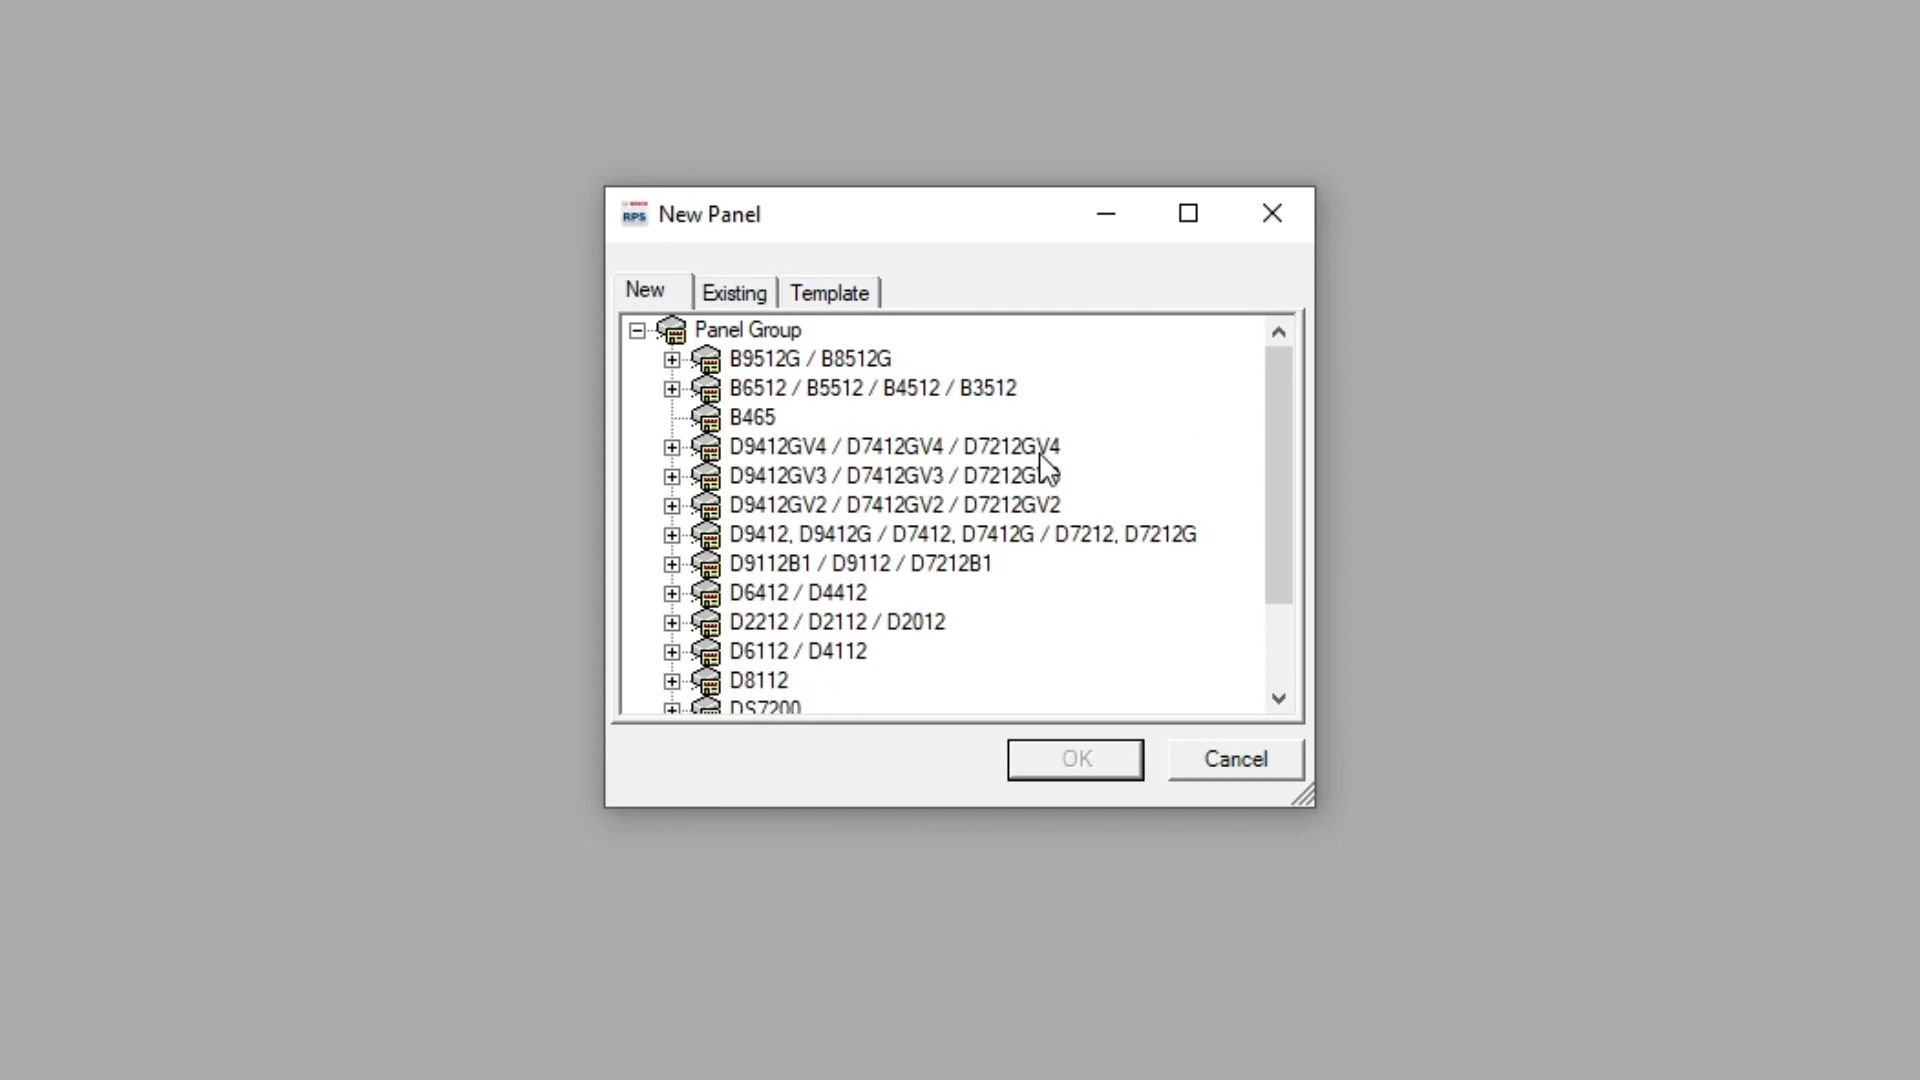 RPS New Panel
New Existing Template
Panel Group
B9512G / B8512G
B6512 / B5512 / B4512 / B3512
B465
D9412GV4 / D7412GV4 / D7212GV4
D9412GV3 / D7412GV3 /
D9412GV2 / D7412GV2 / D7212GV2
D9412, D9412G / D7412, D7412G / D7212, D7212G
D9112B1 / D9112 / D7212B1
D6412 / D4412
D2212 / D2112 / D2012
D6112 / D4112
D8112
DS7200
OK Cancel